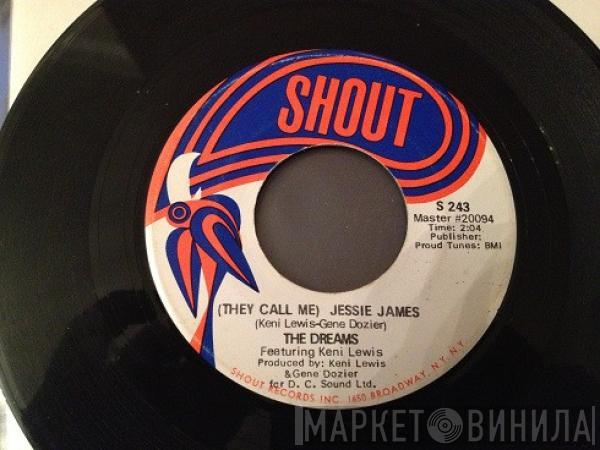 SHOUT
S 243
Master #20094
Time: 2:04
Publisher:
Proud Tunes: BMI
(THEY CALL ME) JESSIE JAMES
(Keni Lewis-Gene Dozier)
THE DREAMS
Featuring Keni Lewis
Produced by: Keni Lewis
&Gene Dozier
for D. C. Sound Ltd.
SHOUT RECORDS INC. 1650 BROADWAY, N.Y. N.Y.
МАРКЕТ ВИНИЛА